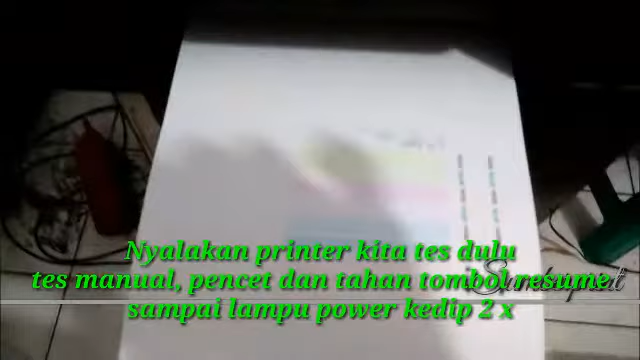 Nyalakan printer kita tes dulu
tes manual, pencet dan tahan tombol resume
sampai lampu power kedip 2 x